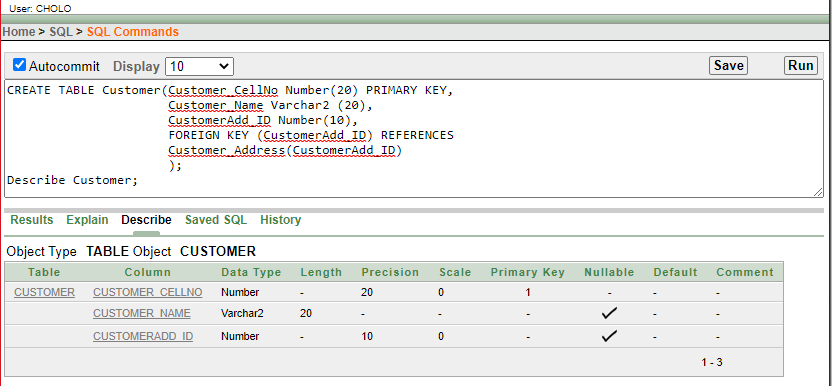 User: CHOLO
Home > SQL > SQL Commands
Autocommit Display 10 Save Run
CREATE TABLE Customer(Customer_CellNo Number(20) PRIMARY KEY,
Customer_Name Varchar2 (20),
CustomerAdd_ID Number(10),
FOREIGN KEY (CustomerAdd_ID) REFERENCES
Customer_Address(CustomerAdd_ID)
);
Describe Customer;
Results Explain Describe Saved SQL History
Object Type TABLE Object CUSTOMER
Table Column Data Type Length Precision Scale Primary Key Nullable Default Comment
CUSTOMER CUSTOMER_CELLNO Number - 20 0 1 - - -
CUSTOMER_NAME Varchar2 20 - - - ✓ - -
CUSTOMERADD_ID Number - 10 0 - ✓ - -
1 - 3